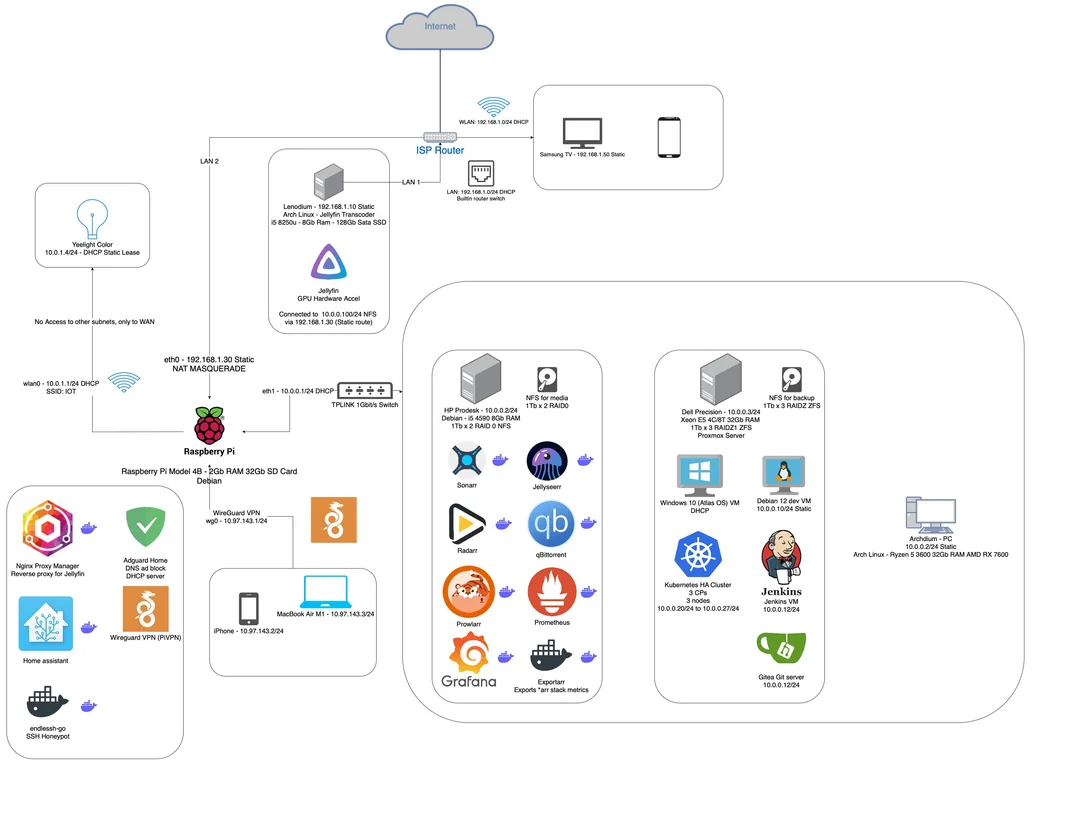 Internet
WLAN: 192.168.1.0/24 DHCP
ISP Router
Samsung TV - 192.168.1.50 Static
LAN 2
LAN 1
LAN: 192.168.1.0/24 DHCP
Builtin router switch
Lenodium - 192.168.1.10 Static
Arch Linux - Jellyfin Transcoder
i5 8250u - 8Gb Ram - 128Gb Sata SSD
Jellyfin
GPU Hardware Accel
Connected to 10.0.0.100/24 NFS
via 192.168.1.30 (Static route)
Yeelight Color
10.0.1.4/24 - DHCP Static Lease
No Access to other subnets, only to WAN
eth0 - 192.168.1.30 Static
NAT MASQUERADE
wlan0 - 10.0.1.1/24 DHCP
SSID: IOT
eth1 - 10.0.0.1/24 DHCP
TPLINK 1Gbit/s Switch
Raspberry Pi
Raspberry Pi Model 4B - 2Gb RAM 32Gb SD Card
Debian
WireGuard VPN
wg0 - 10.97.143.1/24
iPhone - 10.97.143.2/24
MacBook Air M1 - 10.97.143.3/24
Nginx Proxy Manager
Reverse proxy for Jellyfin
Adguard Home
DNS ad block
DHCP server
Home assistant
Wireguard VPN (PiVPN)
endlessh-go
SSH Honeypot
HP Prodesk - 10.0.0.2/24
Debian - i5 4590 8Gb RAM
1Tb x 2 RAID 0 NFS
NFS for media
1Tb x 2 RAID0
Sonarr
Jellyseerr
Radarr
qb
qBittorrent
Prowlarr
Prometheus
Grafana
Exportarr
Exports *arr stack metrics
Dell Precision - 10.0.0.3/24
Xeon E5 4C/8T 32Gb RAM
1Tb x 3 RAIDZ1 ZFS
Proxmox Server
NFS for backup
1Tb x 3 RAIDZ ZFS
Windows 10 (Atlas OS) VM
DHCP
Debian 12 dev VM
10.0.0.10/24 Static
Kubernetes HA Cluster
3 CPs
3 nodes
10.0.0.20/24 to 10.0.0.27/24
Jenkins
Jenkins VM
10.0.0.12/24
Gitea Git server
10.0.0.12/24
Archdium - PC
10.0.0.2/24 Static
Arch Linux - Ryzen 5 3600 32Gb RAM AMD RX 7600